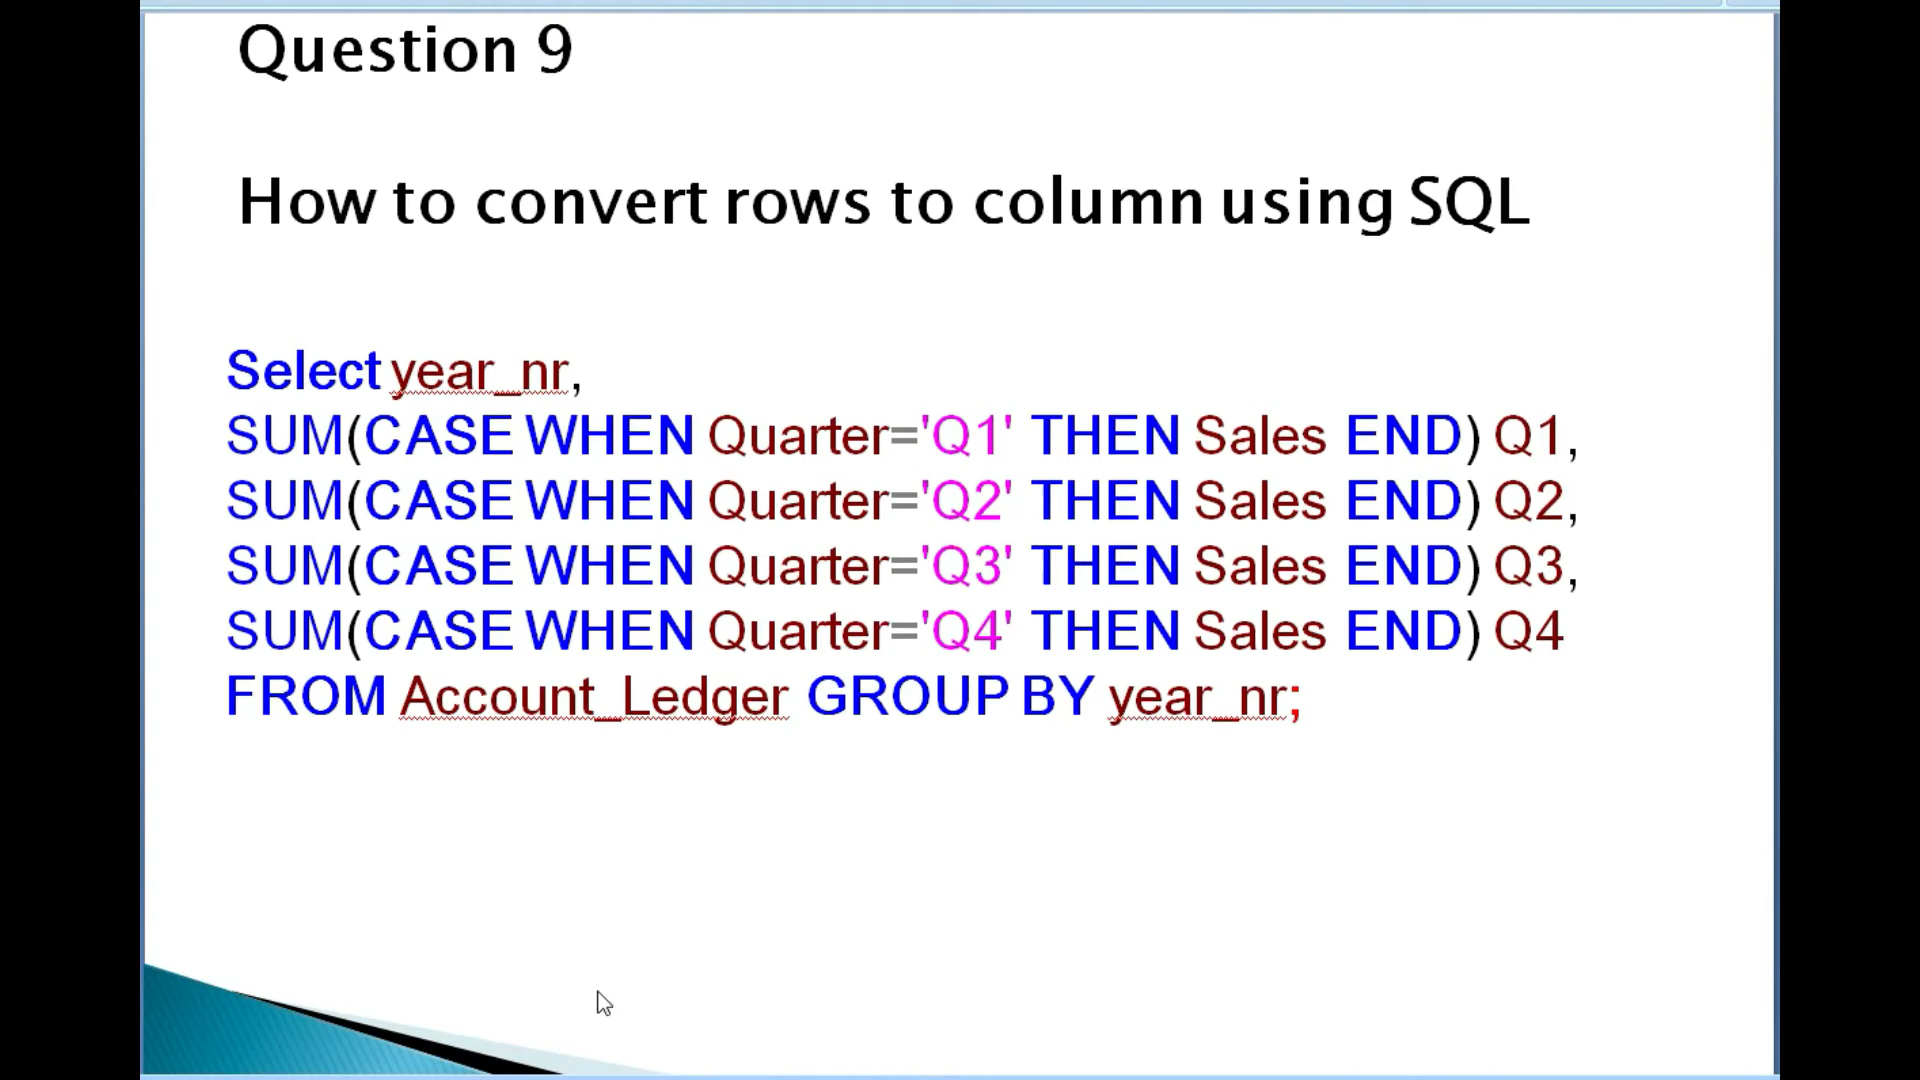 Question 9
How to convert rows to column using SQL
Select year_nr,
SUM(CASE WHEN Quarter='Q1' THEN Sales END) Q1,
SUM(CASE WHEN Quarter='Q2' THEN Sales END) Q2,
SUM(CASE WHEN Quarter='Q3' THEN Sales END) Q3,
SUM(CASE WHEN Quarter='Q4' THEN Sales END) Q4
FROM Account_Ledger GROUP BY year_nr;